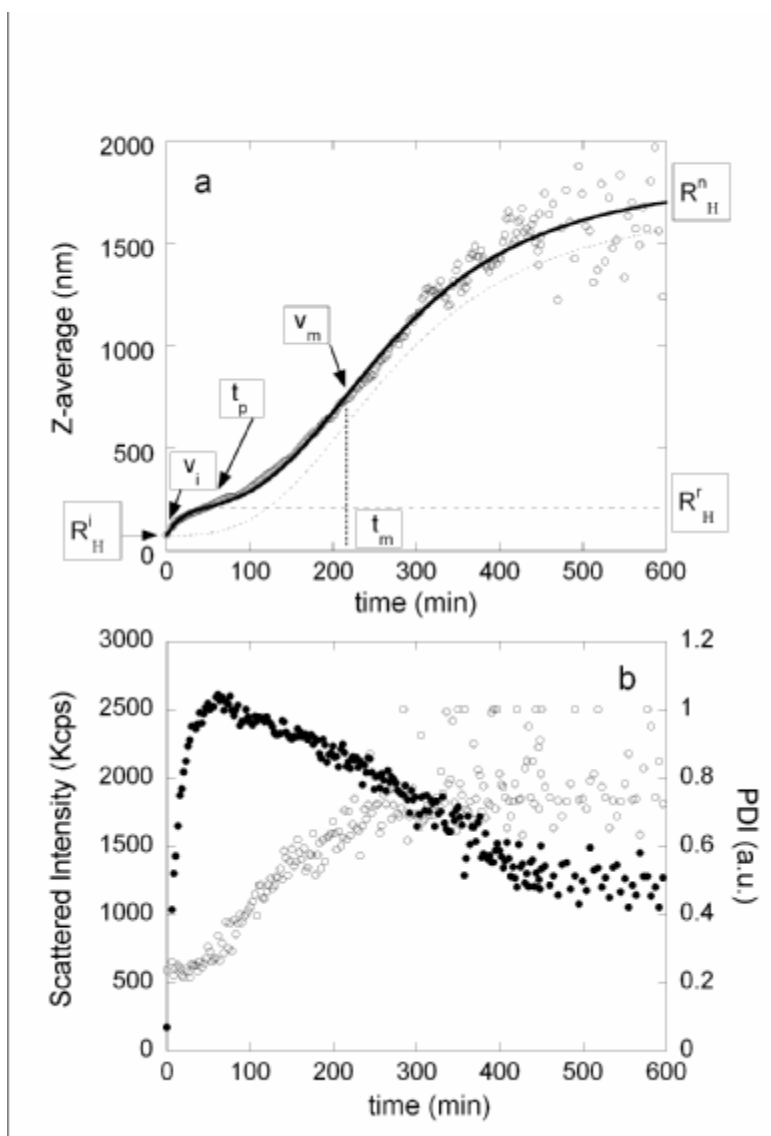 a
Z-average (nm)
2000
1500
1000
500
0
R_H^n
v_m
t_p
v_i
R_H^i
t_m
R_H^r
0 100 200 300 400 500 600
time (min)
b
Scattered Intensity (Kcps)
3000
2500
2000
1500
1000
500
0
1.2
1
0.8
0.6
0.4
0.2
0
PDI (a.u.)
0 100 200 300 400 500 600
time (min)